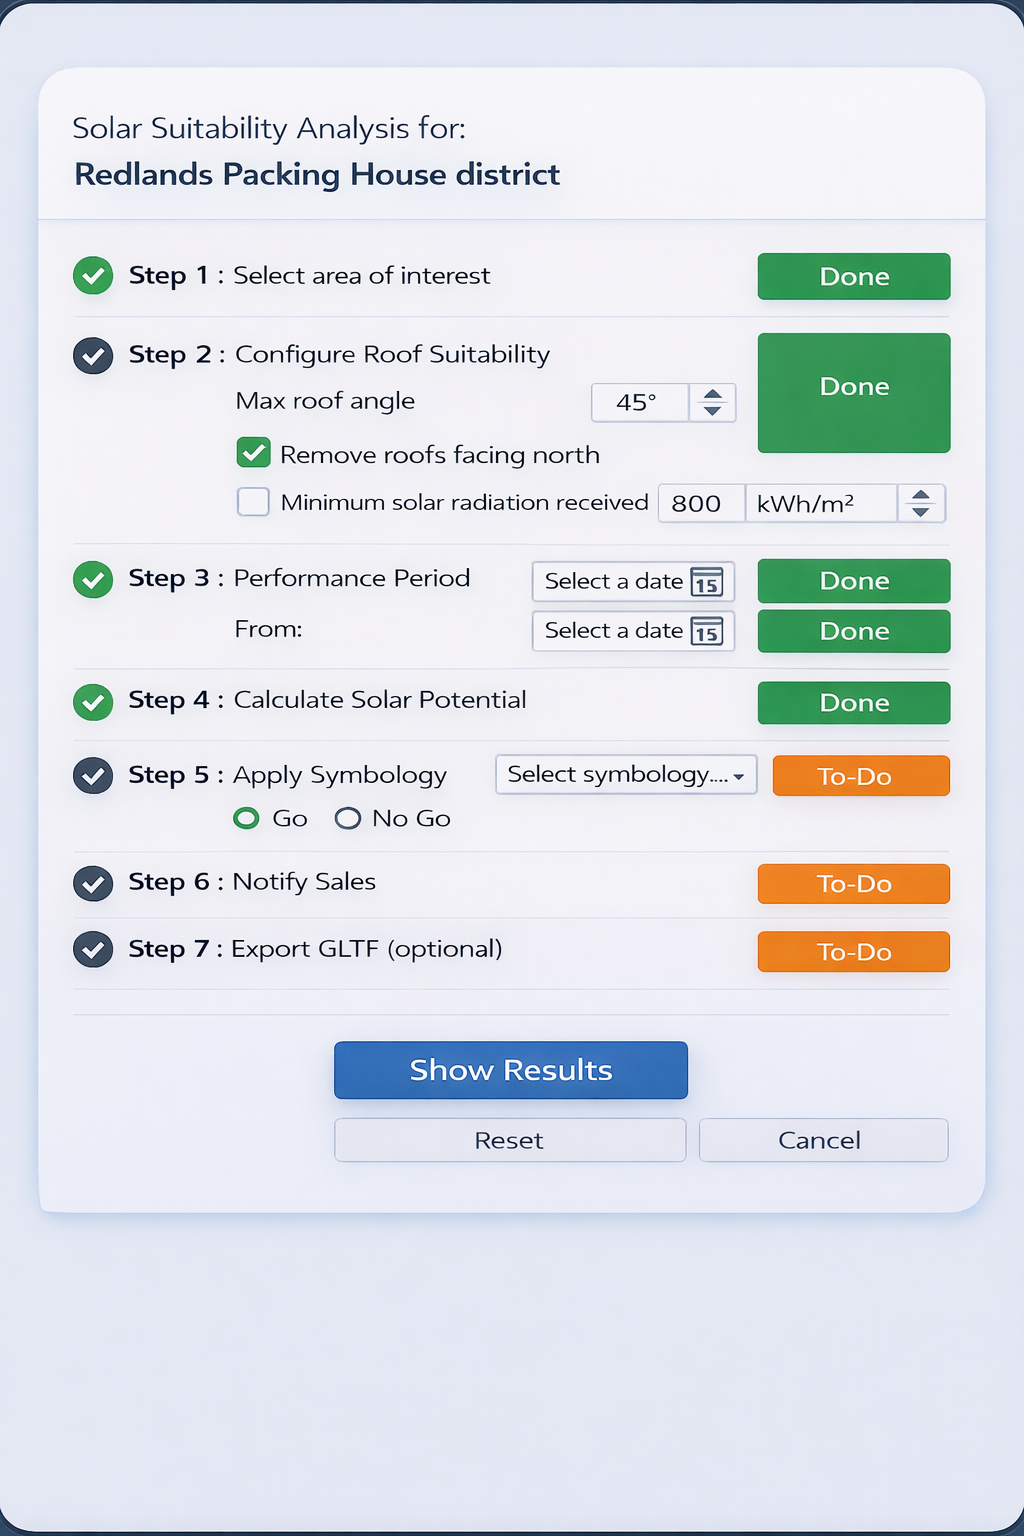 Solar Suitability Analysis for:
Redlands Packing House district
Step 1 : Select area of interest Done
Step 2 : Configure Roof Suitability Done
Max roof angle 45°
Remove roofs facing north
Minimum solar radiation received 800 kWh/m²
Step 3 : Performance Period Select a date 15 Done
From: Select a date 15 Done
Step 4 : Calculate Solar Potential Done
Step 5 : Apply Symbology Select symbology.... To-Do
Go No Go
Step 6 : Notify Sales To-Do
Step 7 : Export GLTF (optional) To-Do
Show Results
Reset Cancel